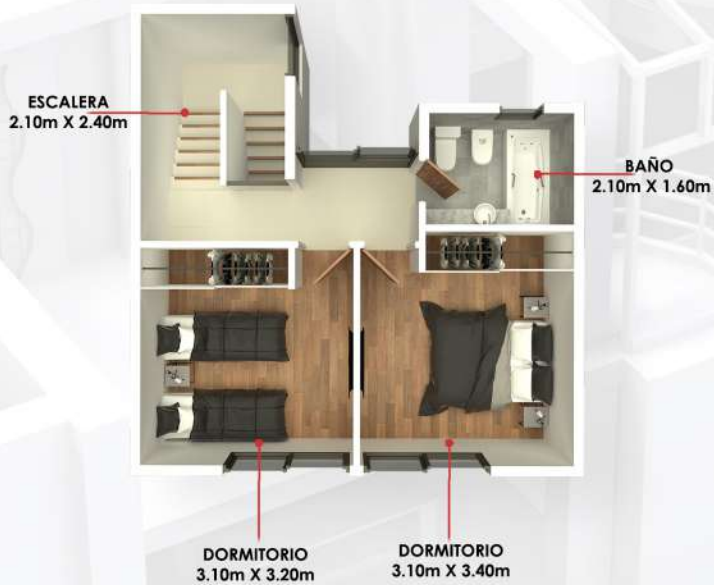 ESCALERA
2.10m X 2.40m
BAÑO
2.10m X 1.60m
DORMITORIO
3.10m X 3.20m
DORMITORIO
3.10m X 3.40m